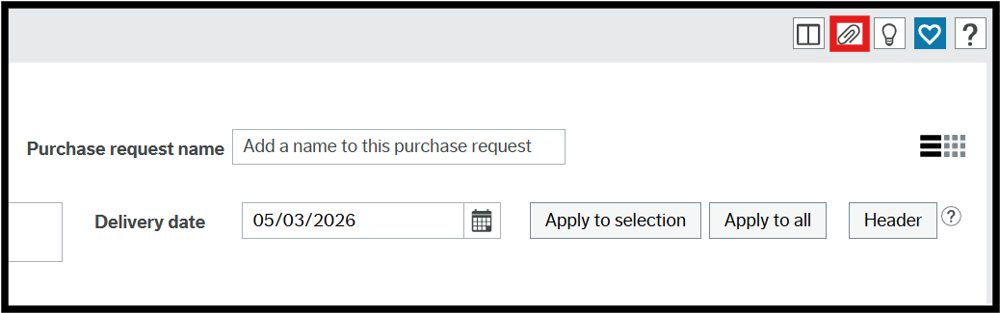 ?
Purchase request name Add a name to this purchase request
Delivery date 05/03/2026 Apply to selection Apply to all Header ?